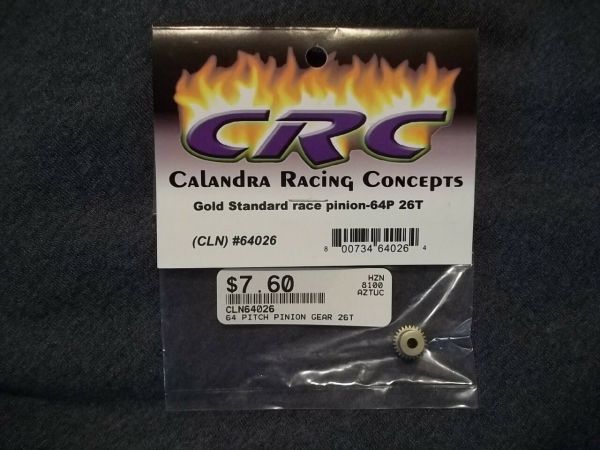 CRC
Calandra Racing Concepts
Gold Standard race pinion-64P 26T
(CLN) #64026
8 00734 64026 4
$7.60
HZN
8100
AZTUC
CLN64026
64 PITCH PINION GEAR 26T